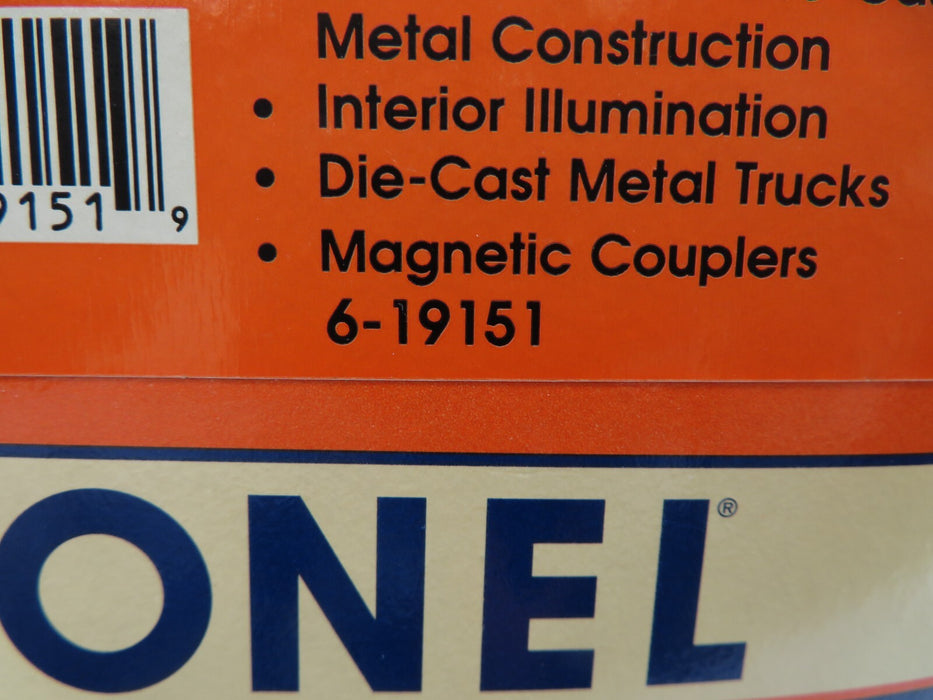 Metal Construction
• Interior Illumination
• Die-Cast Metal Trucks
• Magnetic Couplers
6-19151
9151 9
ONEL®